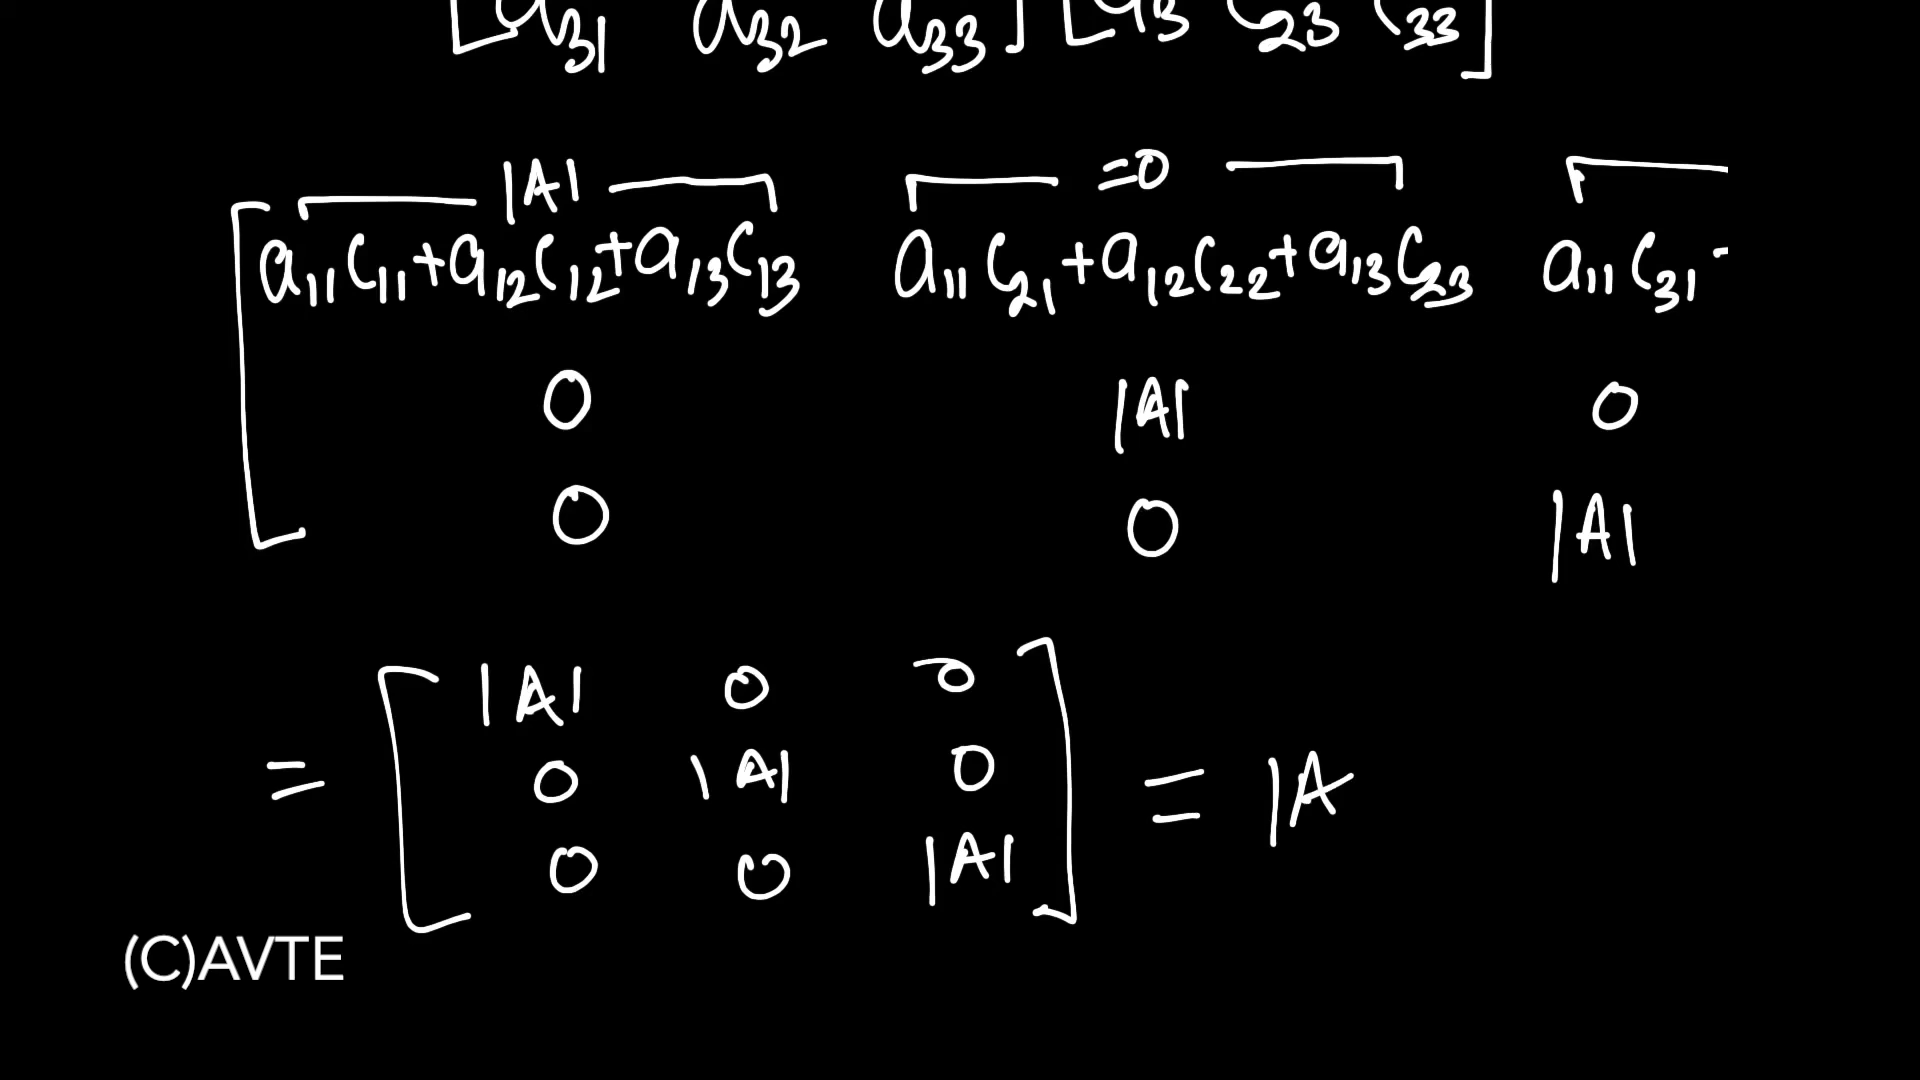 [a31 a32 a33] [C13 C23 C33]
|A| =0
[a11C11+a12C12+a13C13 a11C21+a12C22+a13C23 a11C31-
0 |A| 0
0 0 |A|
= [ |A| 0 0
0 |A| 0 ] = |A
0 0 |A|
(C)AVTE